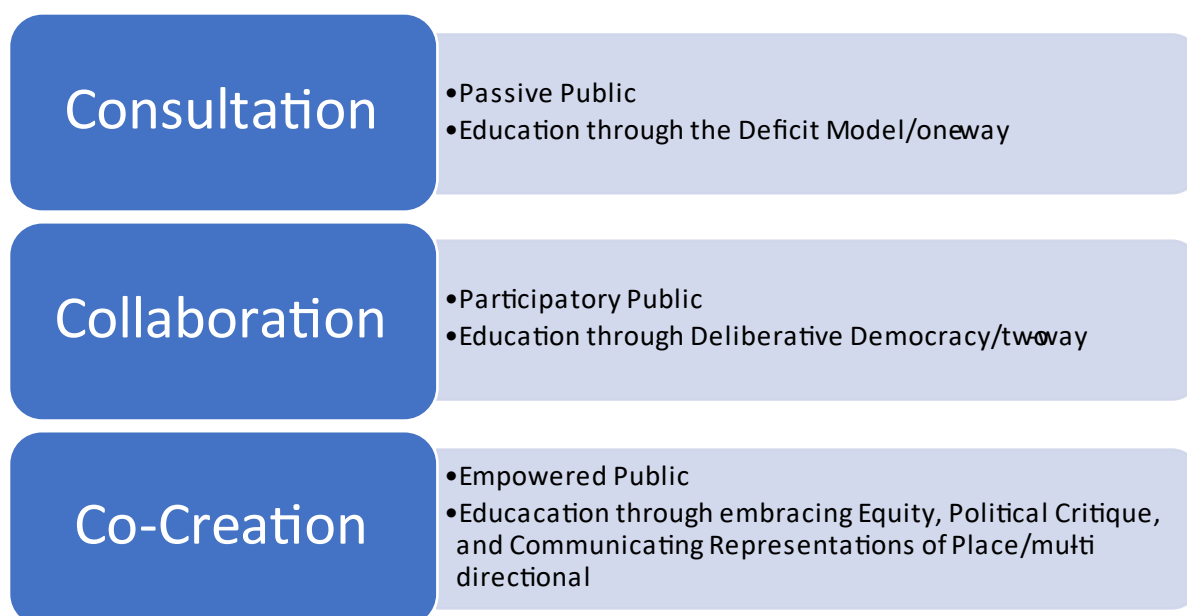 Consultation
•Passive Public
•Education through the Deficit Model/oneway
Collaboration
•Participatory Public
•Education through Deliberative Democracy/two-way
Co-Creation
•Empowered Public
•Educacation through embracing Equity, Political Critique,
and Communicating Representations of Place/multi-
directional